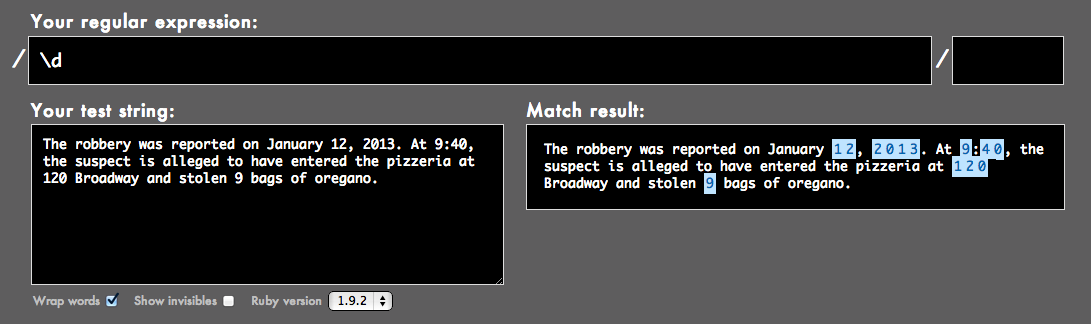 Your regular expression:
/ \d /
Your test string:
The robbery was reported on January 12, 2013. At 9:40,
the suspect is alleged to have entered the pizzeria at
120 Broadway and stolen 9 bags of oregano.
Match result:
The robbery was reported on January 12, 2013. At 9:40, the
suspect is alleged to have entered the pizzeria at 120
Broadway and stolen 9 bags of oregano.
Wrap words Show invisibles Ruby version 1.9.2